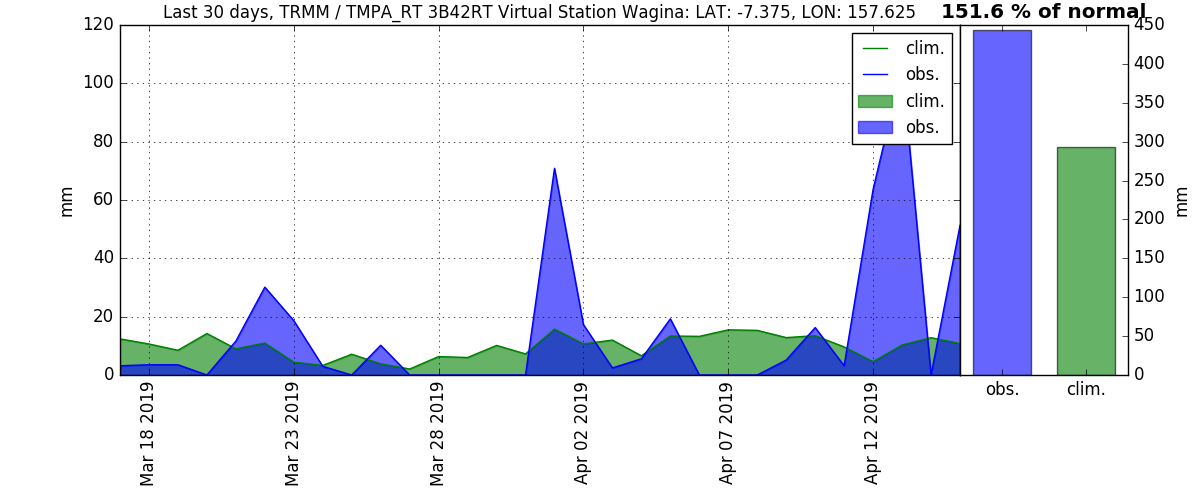 Last 30 days, TRMM / TMPA_RT 3B42RT Virtual Station Wagina: LAT: -7.375, LON: 157.625
151.6 % of normal
120
100
80
60
40
20
0
mm
clim.
obs.
clim.
obs.
450
400
350
300
250
200
150
100
50
0
mm
Mar 18 2019
Mar 23 2019
Mar 28 2019
Apr 02 2019
Apr 07 2019
Apr 12 2019
obs.
clim.